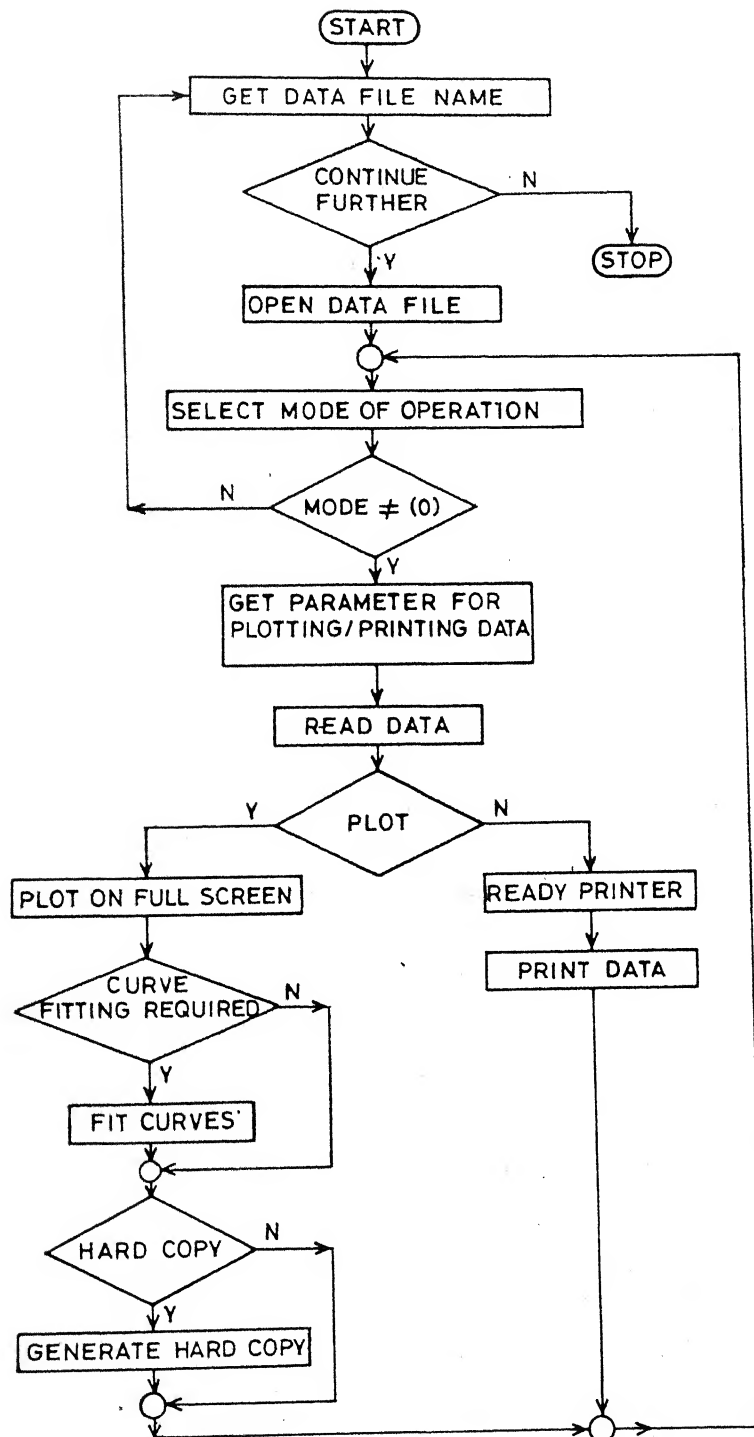 START
GET DATA FILE NAME
CONTINUE
FURTHER
N
STOP
Y
OPEN DATA FILE
SELECT MODE OF OPERATION
N
MODE ≠ (0)
Y
GET PARAMETER FOR
PLOTTING/PRINTING DATA
READ DATA
Y
PLOT
N
PLOT ON FULL SCREEN
READY PRINTER
CURVE
FITTING REQUIRED
N
PRINT DATA
Y
FIT CURVES
HARD COPY
N
Y
GENERATE HARD COPY